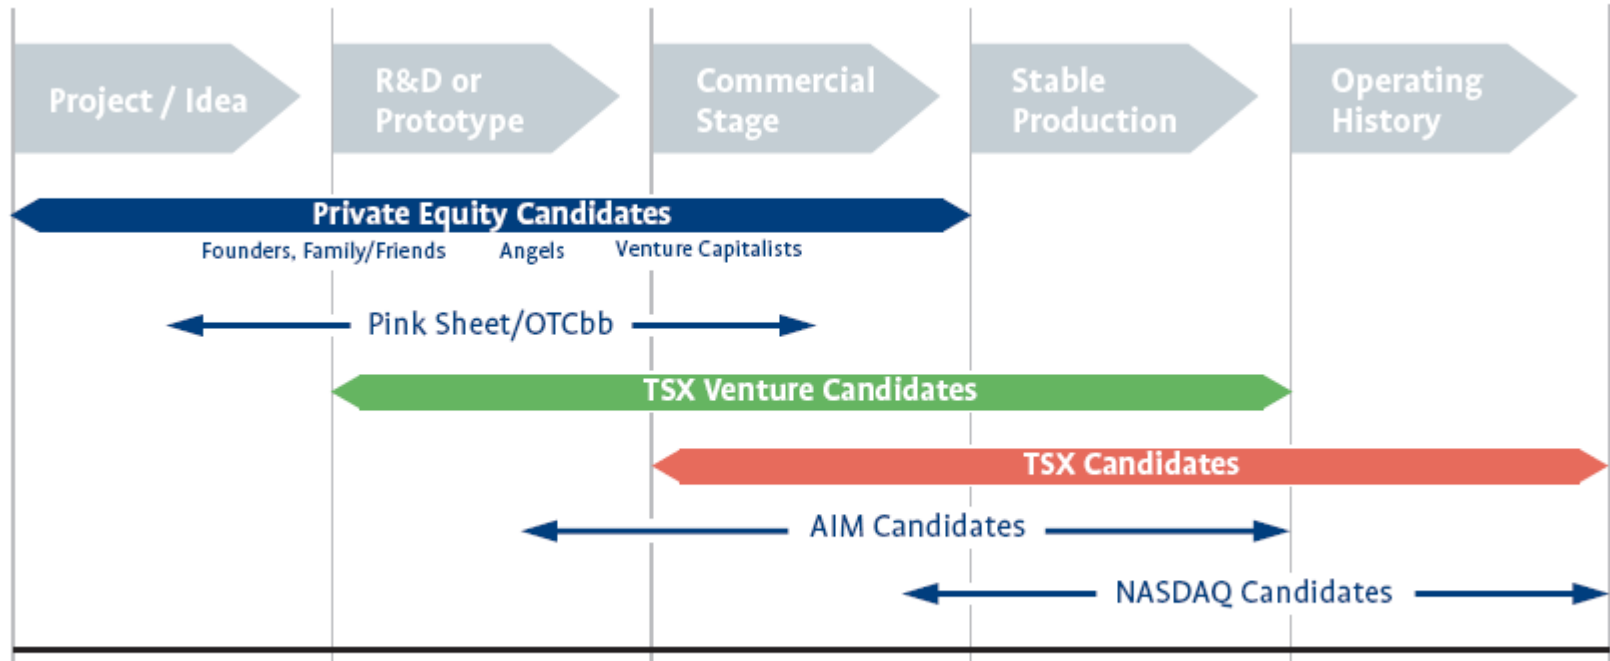 Project / Idea
R&D or
Prototype
Commercial
Stage
Stable
Production
Operating
History
Private Equity Candidates
Founders, Family/Friends
Angels
Venture Capitalists
Pink Sheet/OTCbb
TSX Venture Candidates
TSX Candidates
AIM Candidates
NASDAQ Candidates